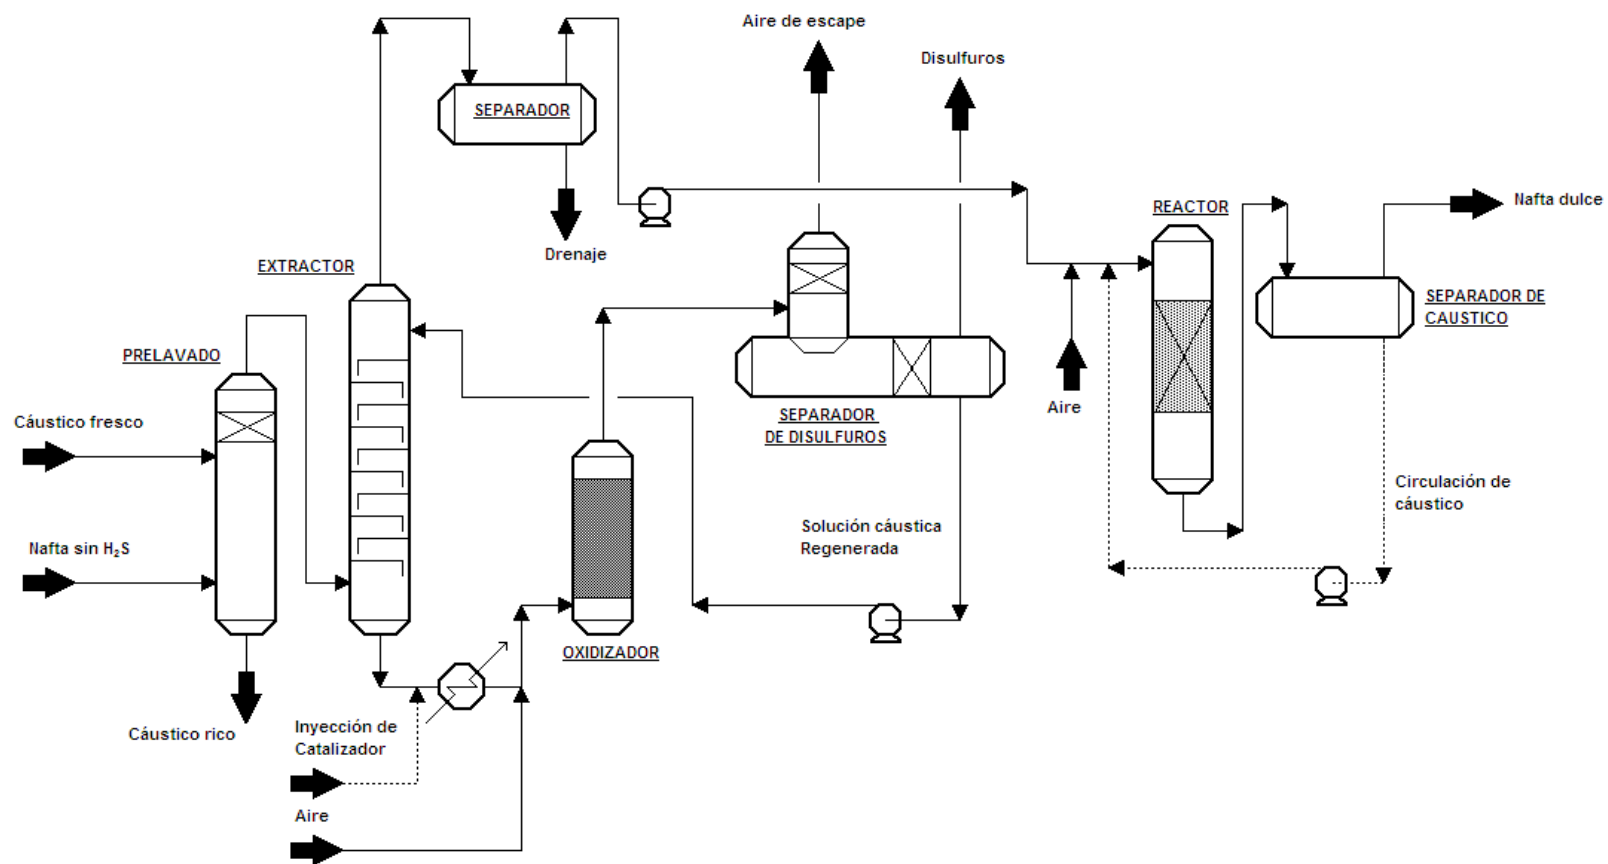 Aire de escape
Disulfuros
SEPARADOR
Nafta dulce
REACTOR
Drenaje
EXTRACTOR
SEPARADOR DE
CAUSTICO
PRELAVADO
Aire
Cáustico fresco
SEPARADOR
DE DISULFUROS
Circulación de
cáustico
Solución cáustica
Regenerada
Nafta sin H₂S
OXIDIZADOR
Cáustico rico
Inyección de
Catalizador
Aire